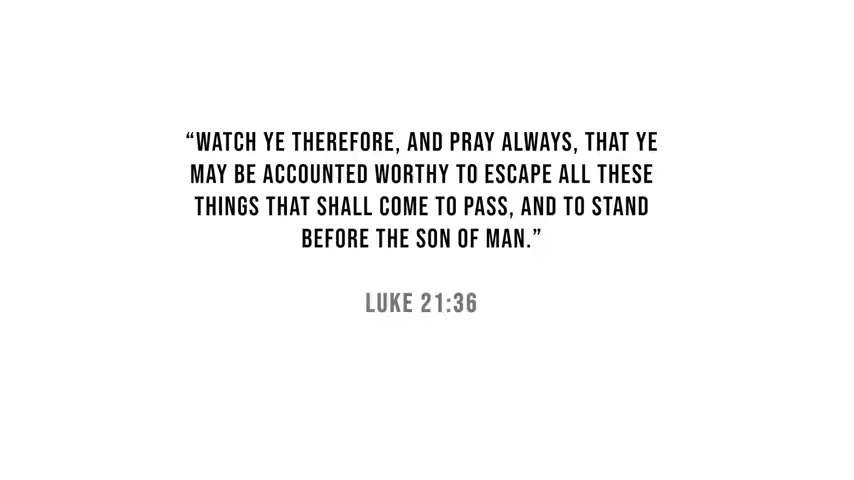 “WATCH YE THEREFORE, AND PRAY ALWAYS, THAT YE
MAY BE ACCOUNTED WORTHY TO ESCAPE ALL THESE
THINGS THAT SHALL COME TO PASS, AND TO STAND
BEFORE THE SON OF MAN.”
LUKE 21:36